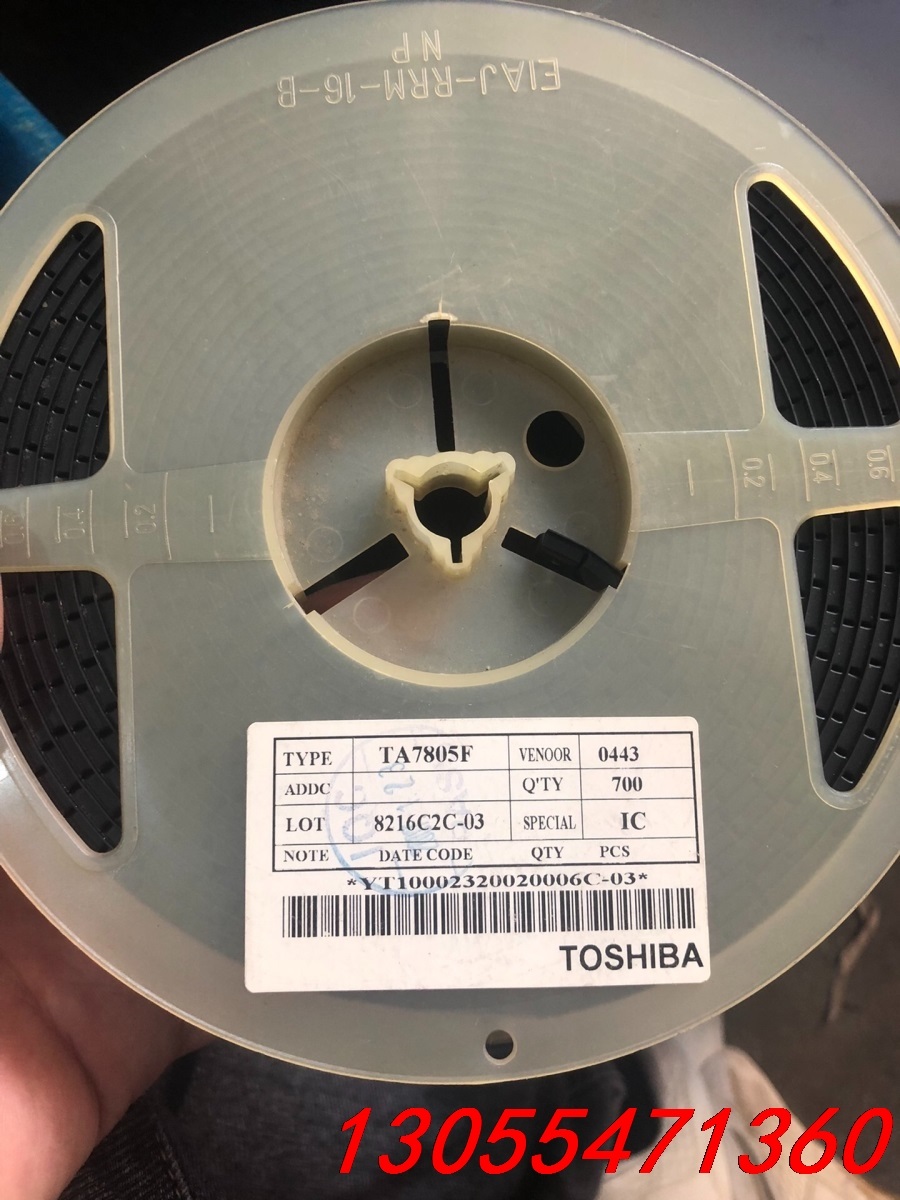 EIAJ-RRM-16-B
NP
0.2
0.4
0.6
0.2
TYPE TA7805F VENOOR 0443
ADDC Q'TY 700
LOT 8216C2C-03 SPECIAL IC
NOTE DATE CODE QTY PCS
*YT10002320020006C-03*
TOSHIBA
13055471360